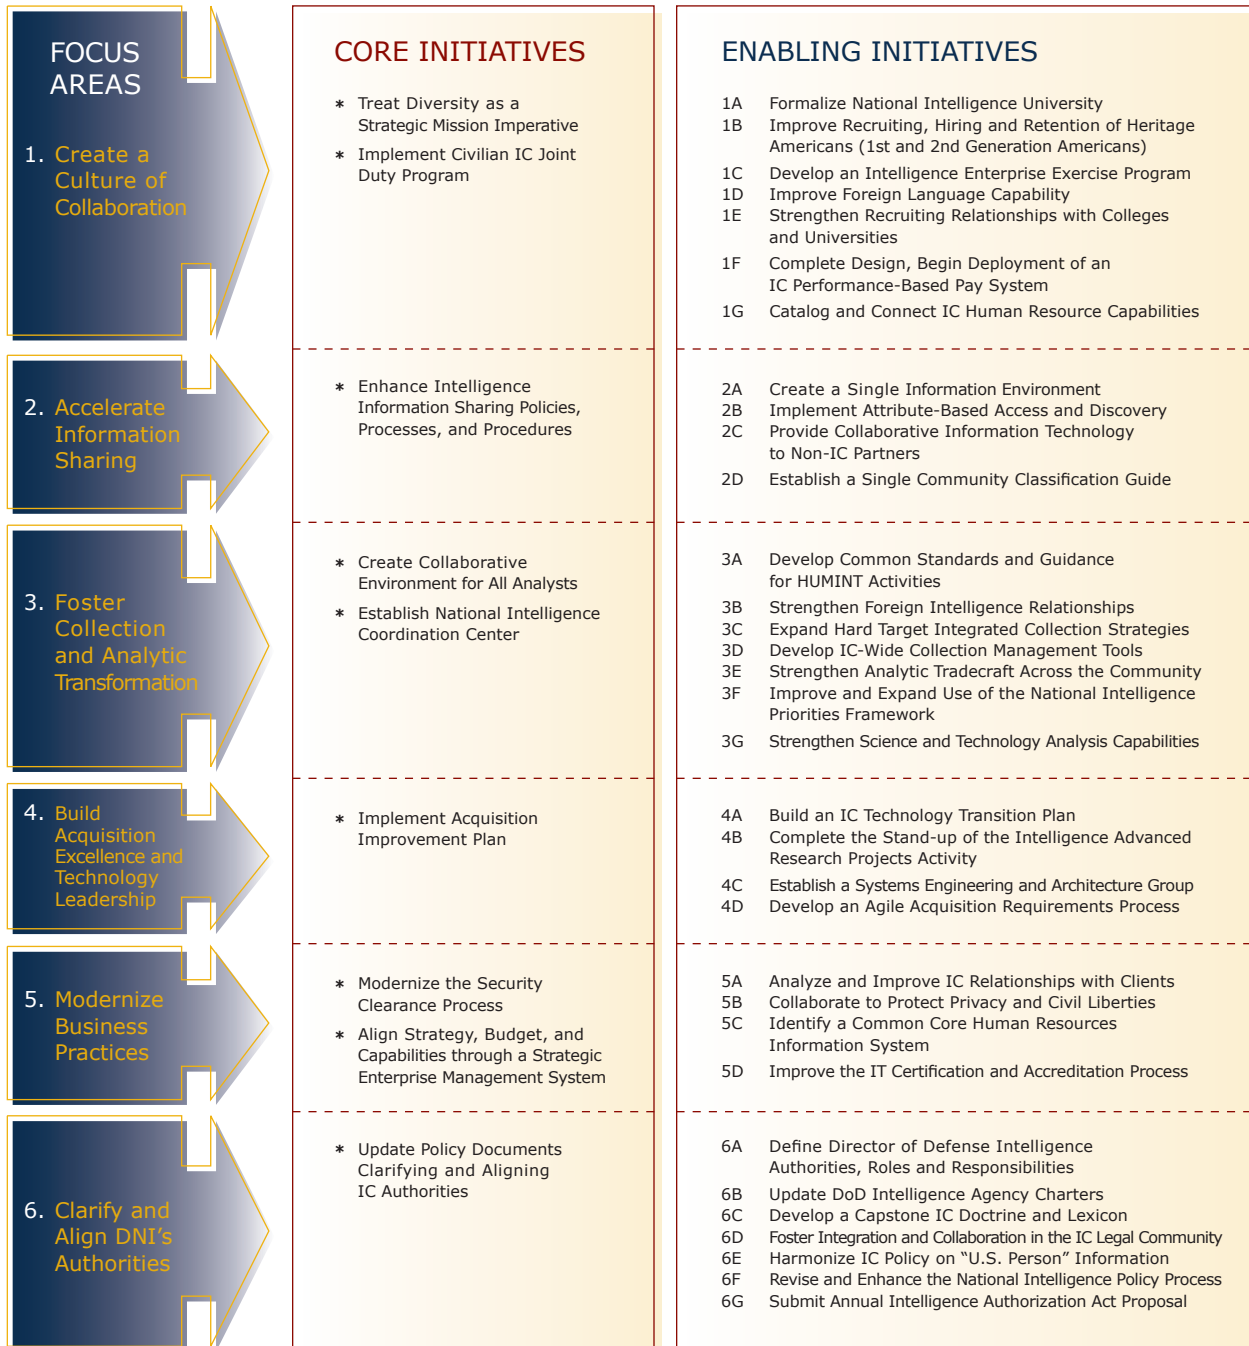 FOCUS
AREAS
CORE INITIATIVES
ENABLING INITIATIVES
1. Create a
Culture of
Collaboration
* Treat Diversity as a
Strategic Mission Imperative
* Implement Civilian IC Joint
Duty Program
1A Formalize National Intelligence University
1B Improve Recruiting, Hiring and Retention of Heritage
Americans (1st and 2nd Generation Americans)
1C Develop an Intelligence Enterprise Exercise Program
1D Improve Foreign Language Capability
1E Strengthen Recruiting Relationships with Colleges
and Universities
1F Complete Design, Begin Deployment of an
IC Performance-Based Pay System
1G Catalog and Connect IC Human Resource Capabilities
2. Accelerate
Information
Sharing
* Enhance Intelligence
Information Sharing Policies,
Processes, and Procedures
2A Create a Single Information Environment
2B Implement Attribute-Based Access and Discovery
2C Provide Collaborative Information Technology
to Non-IC Partners
2D Establish a Single Community Classification Guide
3. Foster
Collection
and Analytic
Transformation
* Create Collaborative
Environment for All Analysts
* Establish National Intelligence
Coordination Center
3A Develop Common Standards and Guidance
for HUMINT Activities
3B Strengthen Foreign Intelligence Relationships
3C Expand Hard Target Integrated Collection Strategies
3D Develop IC-Wide Collection Management Tools
3E Strengthen Analytic Tradecraft Across the Community
3F Improve and Expand Use of the National Intelligence
Priorities Framework
3G Strengthen Science and Technology Analysis Capabilities
4. Build
Acquisition
Excellence and
Technology
Leadership
* Implement Acquisition
Improvement Plan
4A Build an IC Technology Transition Plan
4B Complete the Stand-up of the Intelligence Advanced
Research Projects Activity
4C Establish a Systems Engineering and Architecture Group
4D Develop an Agile Acquisition Requirements Process
5. Modernize
Business
Practices
* Modernize the Security
Clearance Process
* Align Strategy, Budget, and
Capabilities through a Strategic
Enterprise Management System
5A Analyze and Improve IC Relationships with Clients
5B Collaborate to Protect Privacy and Civil Liberties
5C Identify a Common Core Human Resources
Information System
5D Improve the IT Certification and Accreditation Process
6. Clarify and
Align DNI's
Authorities
* Update Policy Documents
Clarifying and Aligning
IC Authorities
6A Define Director of Defense Intelligence
Authorities, Roles and Responsibilities
6B Update DoD Intelligence Agency Charters
6C Develop a Capstone IC Doctrine and Lexicon
6D Foster Integration and Collaboration in the IC Legal Community
6E Harmonize IC Policy on “U.S. Person” Information
6F Revise and Enhance the National Intelligence Policy Process
6G Submit Annual Intelligence Authorization Act Proposal